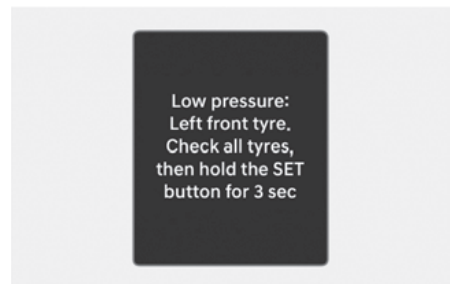 Low pressure:
Left front tyre.
Check all tyres,
then hold the SET
button for 3 sec